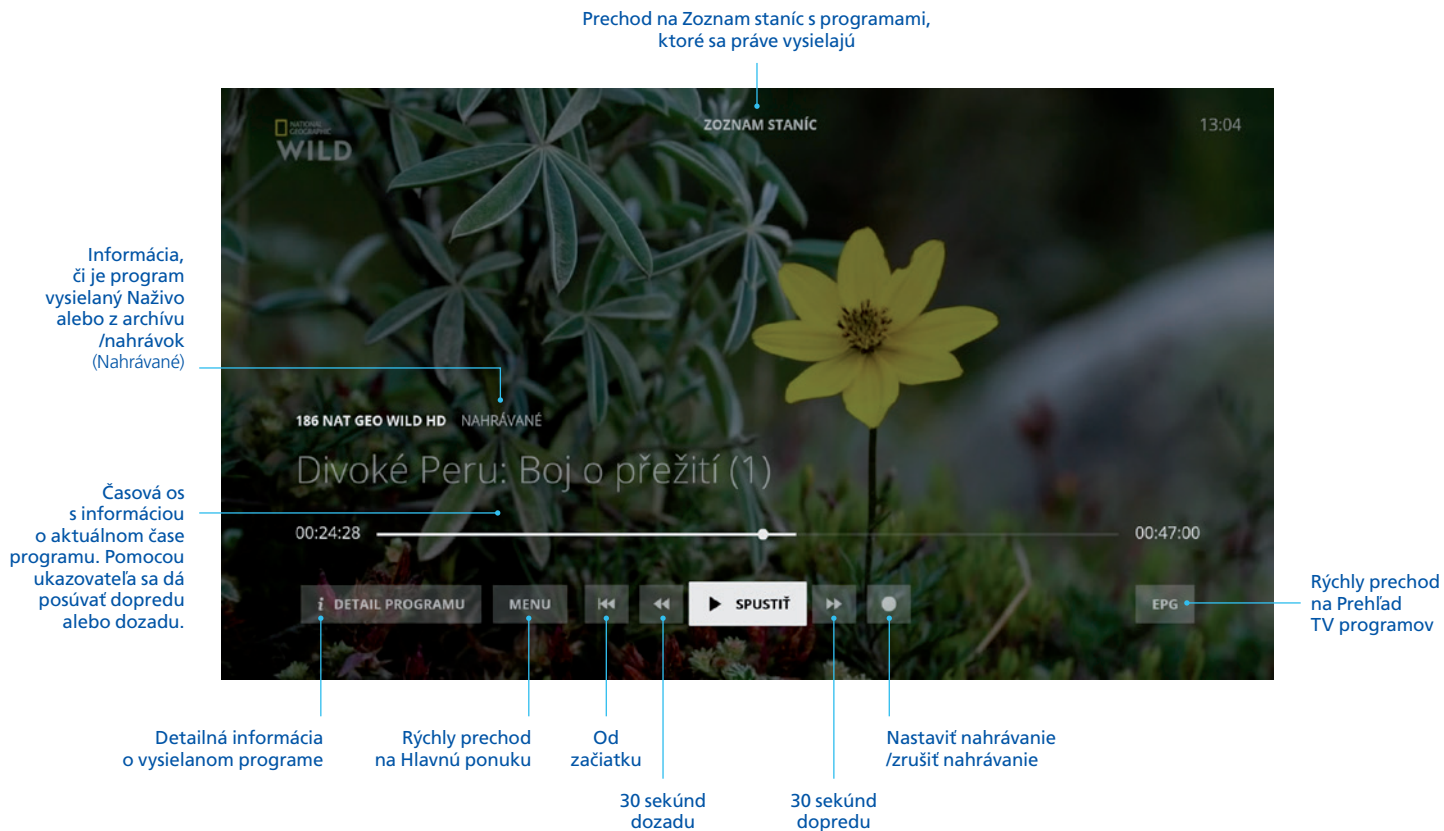 Prechod na Zoznam staníc s programami,
ktoré sa práve vysielajú
NATIONAL
GEOGRAPHIC
WILD
ZOZNAM STANÍC
13:04
Informácia,
či je program
vysielaný Naživo
alebo z archívu
/nahrávok
(Nahrávané)
186 NAT GEO WILD HD NAHRÁVANÉ
Divoké Peru: Boj o přežití (1)
Časová os
s informáciou
o aktuálnom čase
programu. Pomocou
ukazovateľa sa dá
posúvať dopredu
alebo dozadu.
00:24:28
00:47:00
i DETAIL PROGRAMU
MENU
SPUSTIŤ
EPG
Rýchly prechod
na Prehľad
TV programov
Detailná informácia
o vysielanom programe
Rýchly prechod
na Hlavnú ponuku
Od
začiatku
Nastaviť nahrávanie
/zrušiť nahrávanie
30 sekúnd
dozadu
30 sekúnd
dopredu